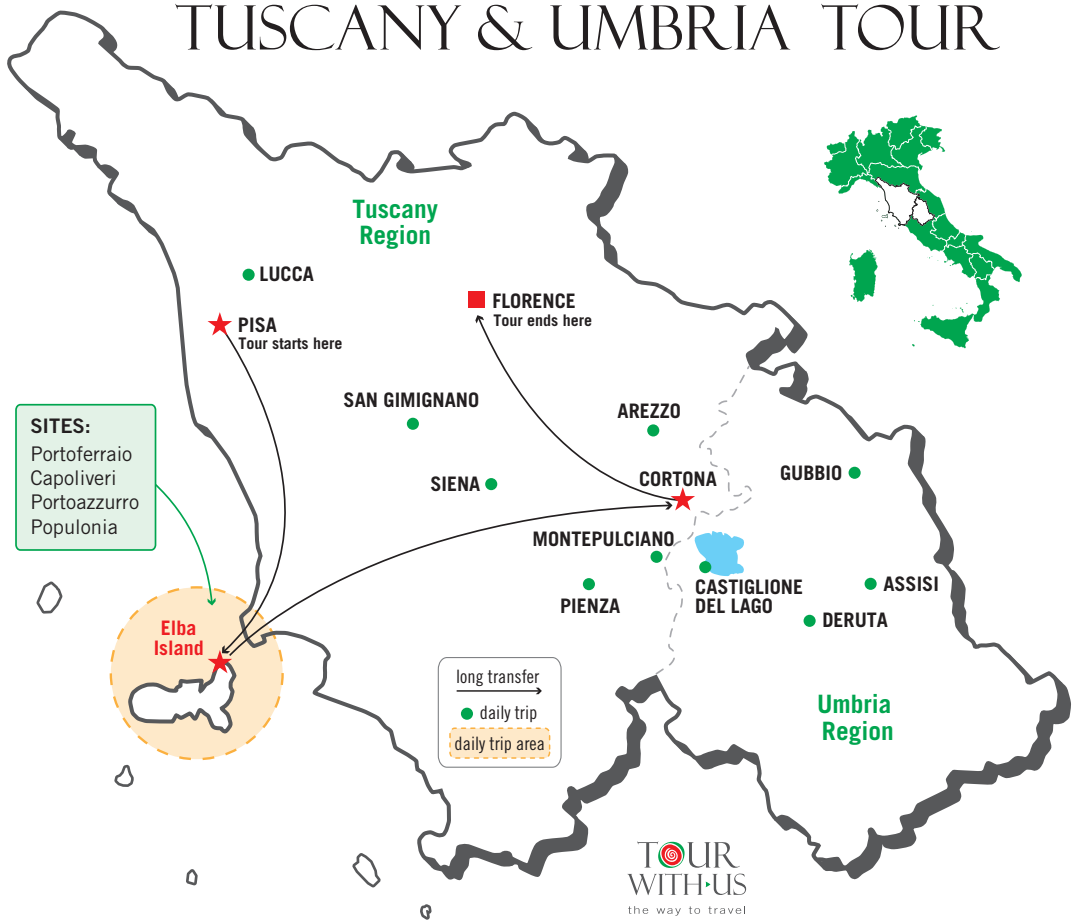 TUSCANY & UMBRIA TOUR
Tuscany
Region
LUCCA
FLORENCE
Tour ends here
PISA
Tour starts here
SAN GIMIGNANO
AREZZO
SITES:
Portoferraio
Capoliveri
Portoazzurro
Populonia
SIENA
CORTONA
GUBBIO
MONTEPULCIANO
PIENZA
CASTIGLIONE
DEL LAGO
ASSISI
DERUTA
Elba
Island
long transfer
daily trip
daily trip area
Umbria
Region
TOUR
WITH·US
the way to travel